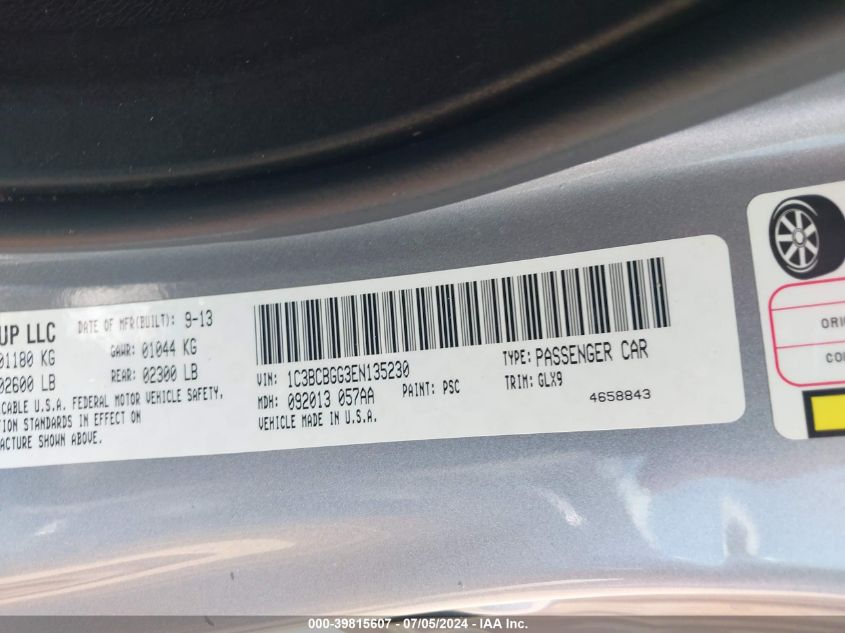 UP LLC
DATE OF MFR(BUILT): 9-13
01180 KG
GAWR: 01044 KG
02600 LB
REAR: 02300 LB
CABLE U.S.A. FEDERAL MOTOR VEHICLE SAFETY,
TION STANDARDS IN EFFECT ON
ACTURE SHOWN ABOVE.
VIN: 1C3BCBGG3EN135230
TYPE: PASSENGER CAR
MDH: 092013 057AA
PAINT: PSC
TRIM: GLX9
VEHICLE MADE IN U.S.A.
4658843
ORI
CO
000-39815607 / 07/05/2024 - IAA Inc.